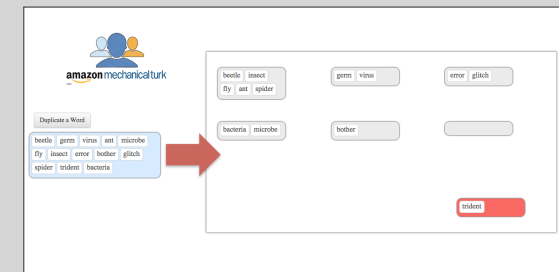 amazon mechanical turk
Duplicate a Word
beetle germ virus ant microbe
fly insect error bother glitch
spider trident bacteria
beetle insect
fly ant spider
germ virus
error glitch
bacteria microbe
bother
trident